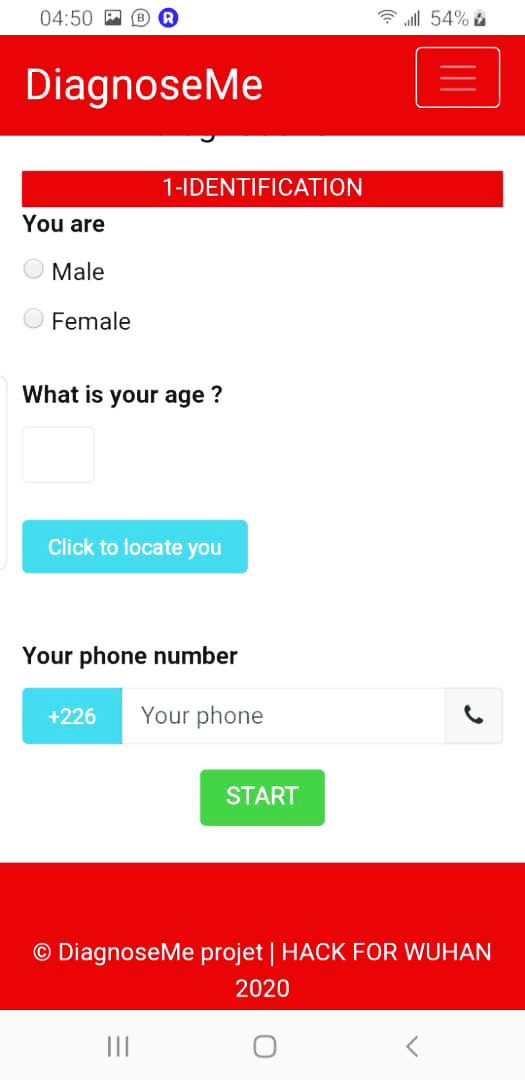 04:50
54%
DiagnoseMe
1-IDENTIFICATION
You are
Male
Female
What is your age ?
Click to locate you
Your phone number
+226 Your phone
START
© DiagnoseMe projet | HACK FOR WUHAN
2020